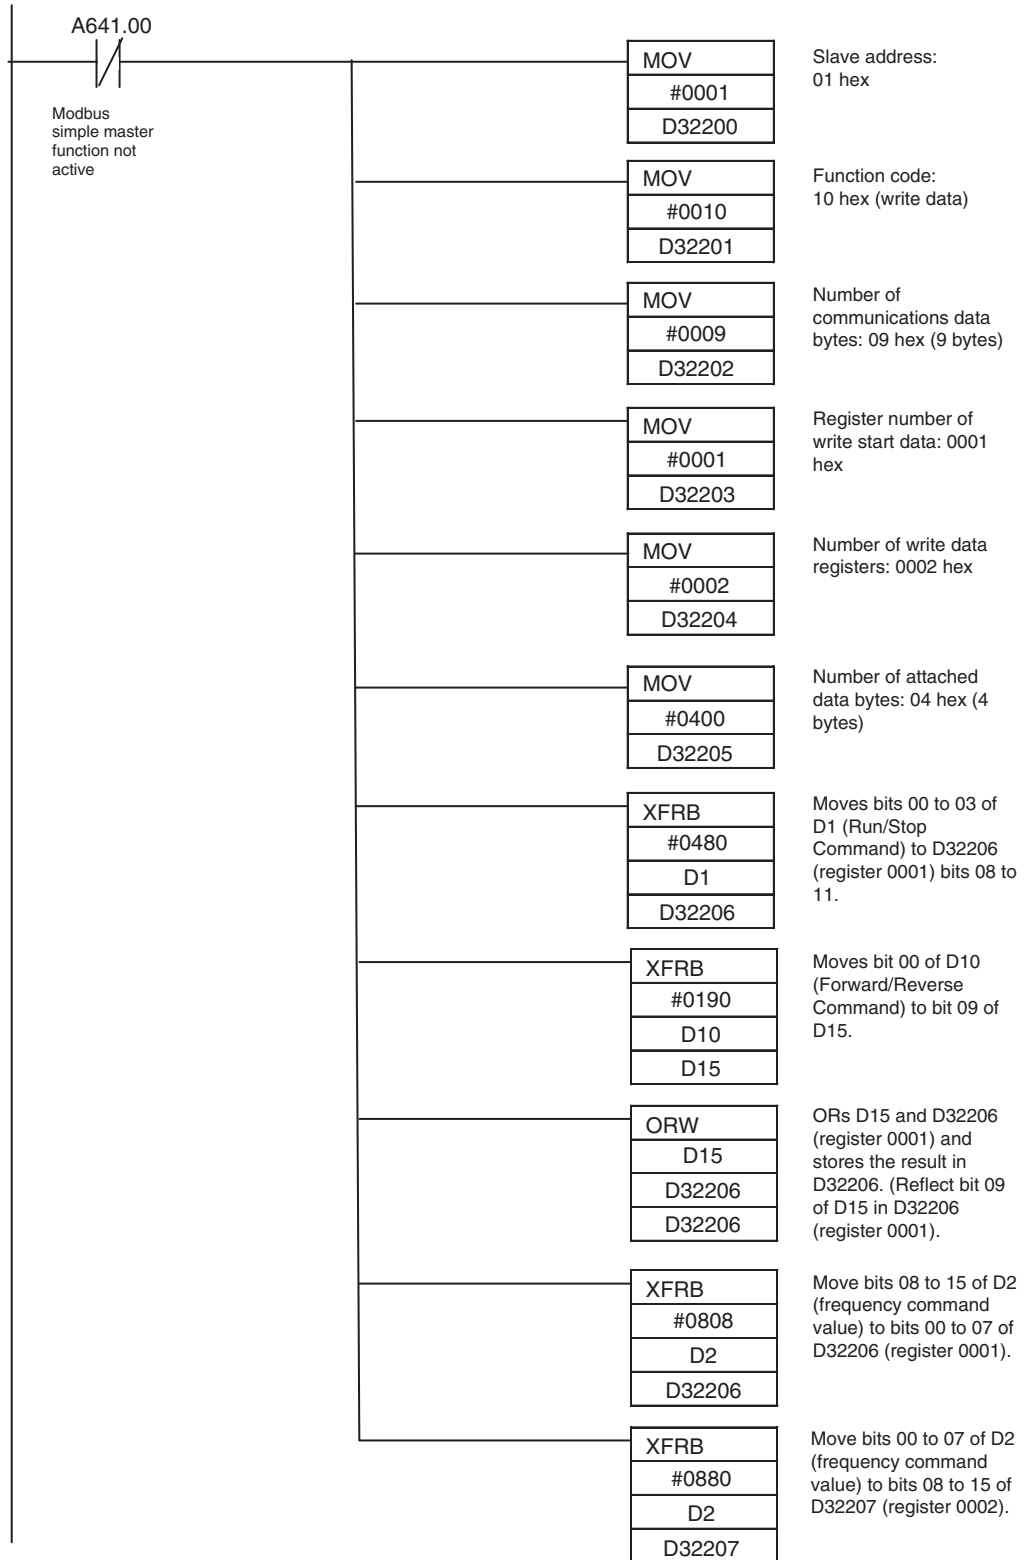 A641.00
Modbus
simple master
function not
active
MOV
#0001
D32200
Slave address:
01 hex
MOV
#0010
D32201
Function code:
10 hex (write data)
MOV
#0009
D32202
Number of
communications data
bytes: 09 hex (9 bytes)
MOV
#0001
D32203
Register number of
write start data: 0001
hex
MOV
#0002
D32204
Number of write data
registers: 0002 hex
MOV
#0400
D32205
Number of attached
data bytes: 04 hex (4
bytes)
XFRB
#0480
D1
D32206
Moves bits 00 to 03 of
D1 (Run/Stop
Command) to D32206
(register 0001) bits 08 to
11.
XFRB
#0190
D10
D15
Moves bit 00 of D10
(Forward/Reverse
Command) to bit 09 of
D15.
ORW
D15
D32206
D32206
ORs D15 and D32206
(register 0001) and
stores the result in
D32206. (Reflect bit 09
of D15 in D32206
(register 0001).
XFRB
#0808
D2
D32206
Move bits 08 to 15 of D2
(frequency command
value) to bits 00 to 07 of
D32206 (register 0001).
XFRB
#0880
D2
D32207
Move bits 00 to 07 of D2
(frequency command
value) to bits 08 to 15 of
D32207 (register 0002).